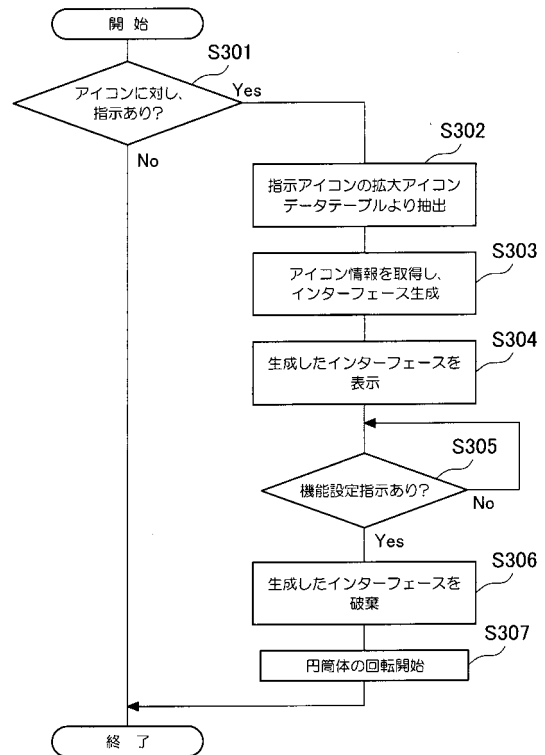 開 始
S301
アイコンに対し、
指示あり?
Yes
No
S302
指示アイコンの拡大アイコン
データテーブルより抽出
S303
アイコン情報を取得し、
インターフェース生成
S304
生成したインターフェースを
表示
S305
機能設定指示あり?
No
Yes
S306
生成したインターフェースを
破棄
S307
円筒体の回転開始
終 了